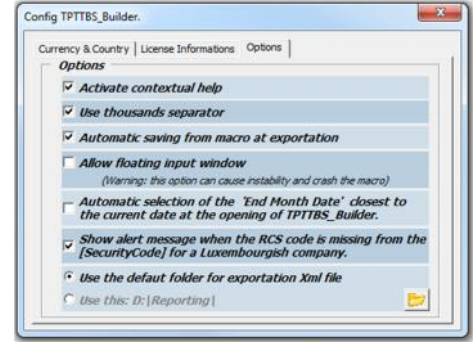 Config TPTTBS_Builder.
Currency & Country License Informations Options
Options
Activate contextual help
Use thousands separator
Automatic saving from macro at exportation
Allow floating input window
(Warning: this option can cause instability and crash the macro)
Automatic selection of the 'End Month Date' closest to
the current date at the opening of TPTTBS_Builder.
Show alert message when the RCS code is missing from the
[SecurityCode] for a Luxembourgish company.
Use the defaut folder for exportation Xml file
Use this: D:|Reporting|